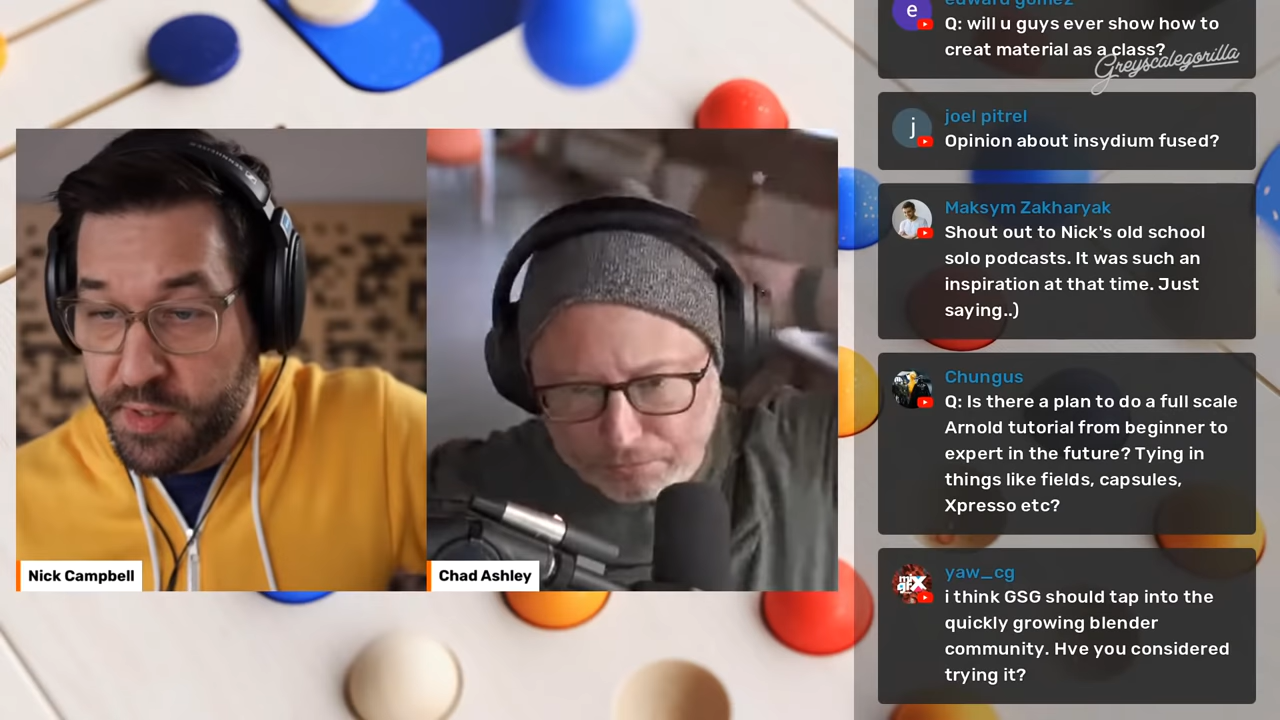 edward gomez
Q: will u guys ever show how to
creat material as a class?
Greyscalegorilla
joel pitrel
Opinion about insydium fused?
Maksym Zakharyak
Shout out to Nick's old school
solo podcasts. It was such an
inspiration at that time. Just
saying..)
Chungus
Q: Is there a plan to do a full scale
Arnold tutorial from beginner to
expert in the future? Tying in
things like fields, capsules,
Xpresso etc?
yaw_cg
i think GSG should tap into the
quickly growing blender
community. Hve you considered
trying it?
Nick Campbell
Chad Ashley
e
j